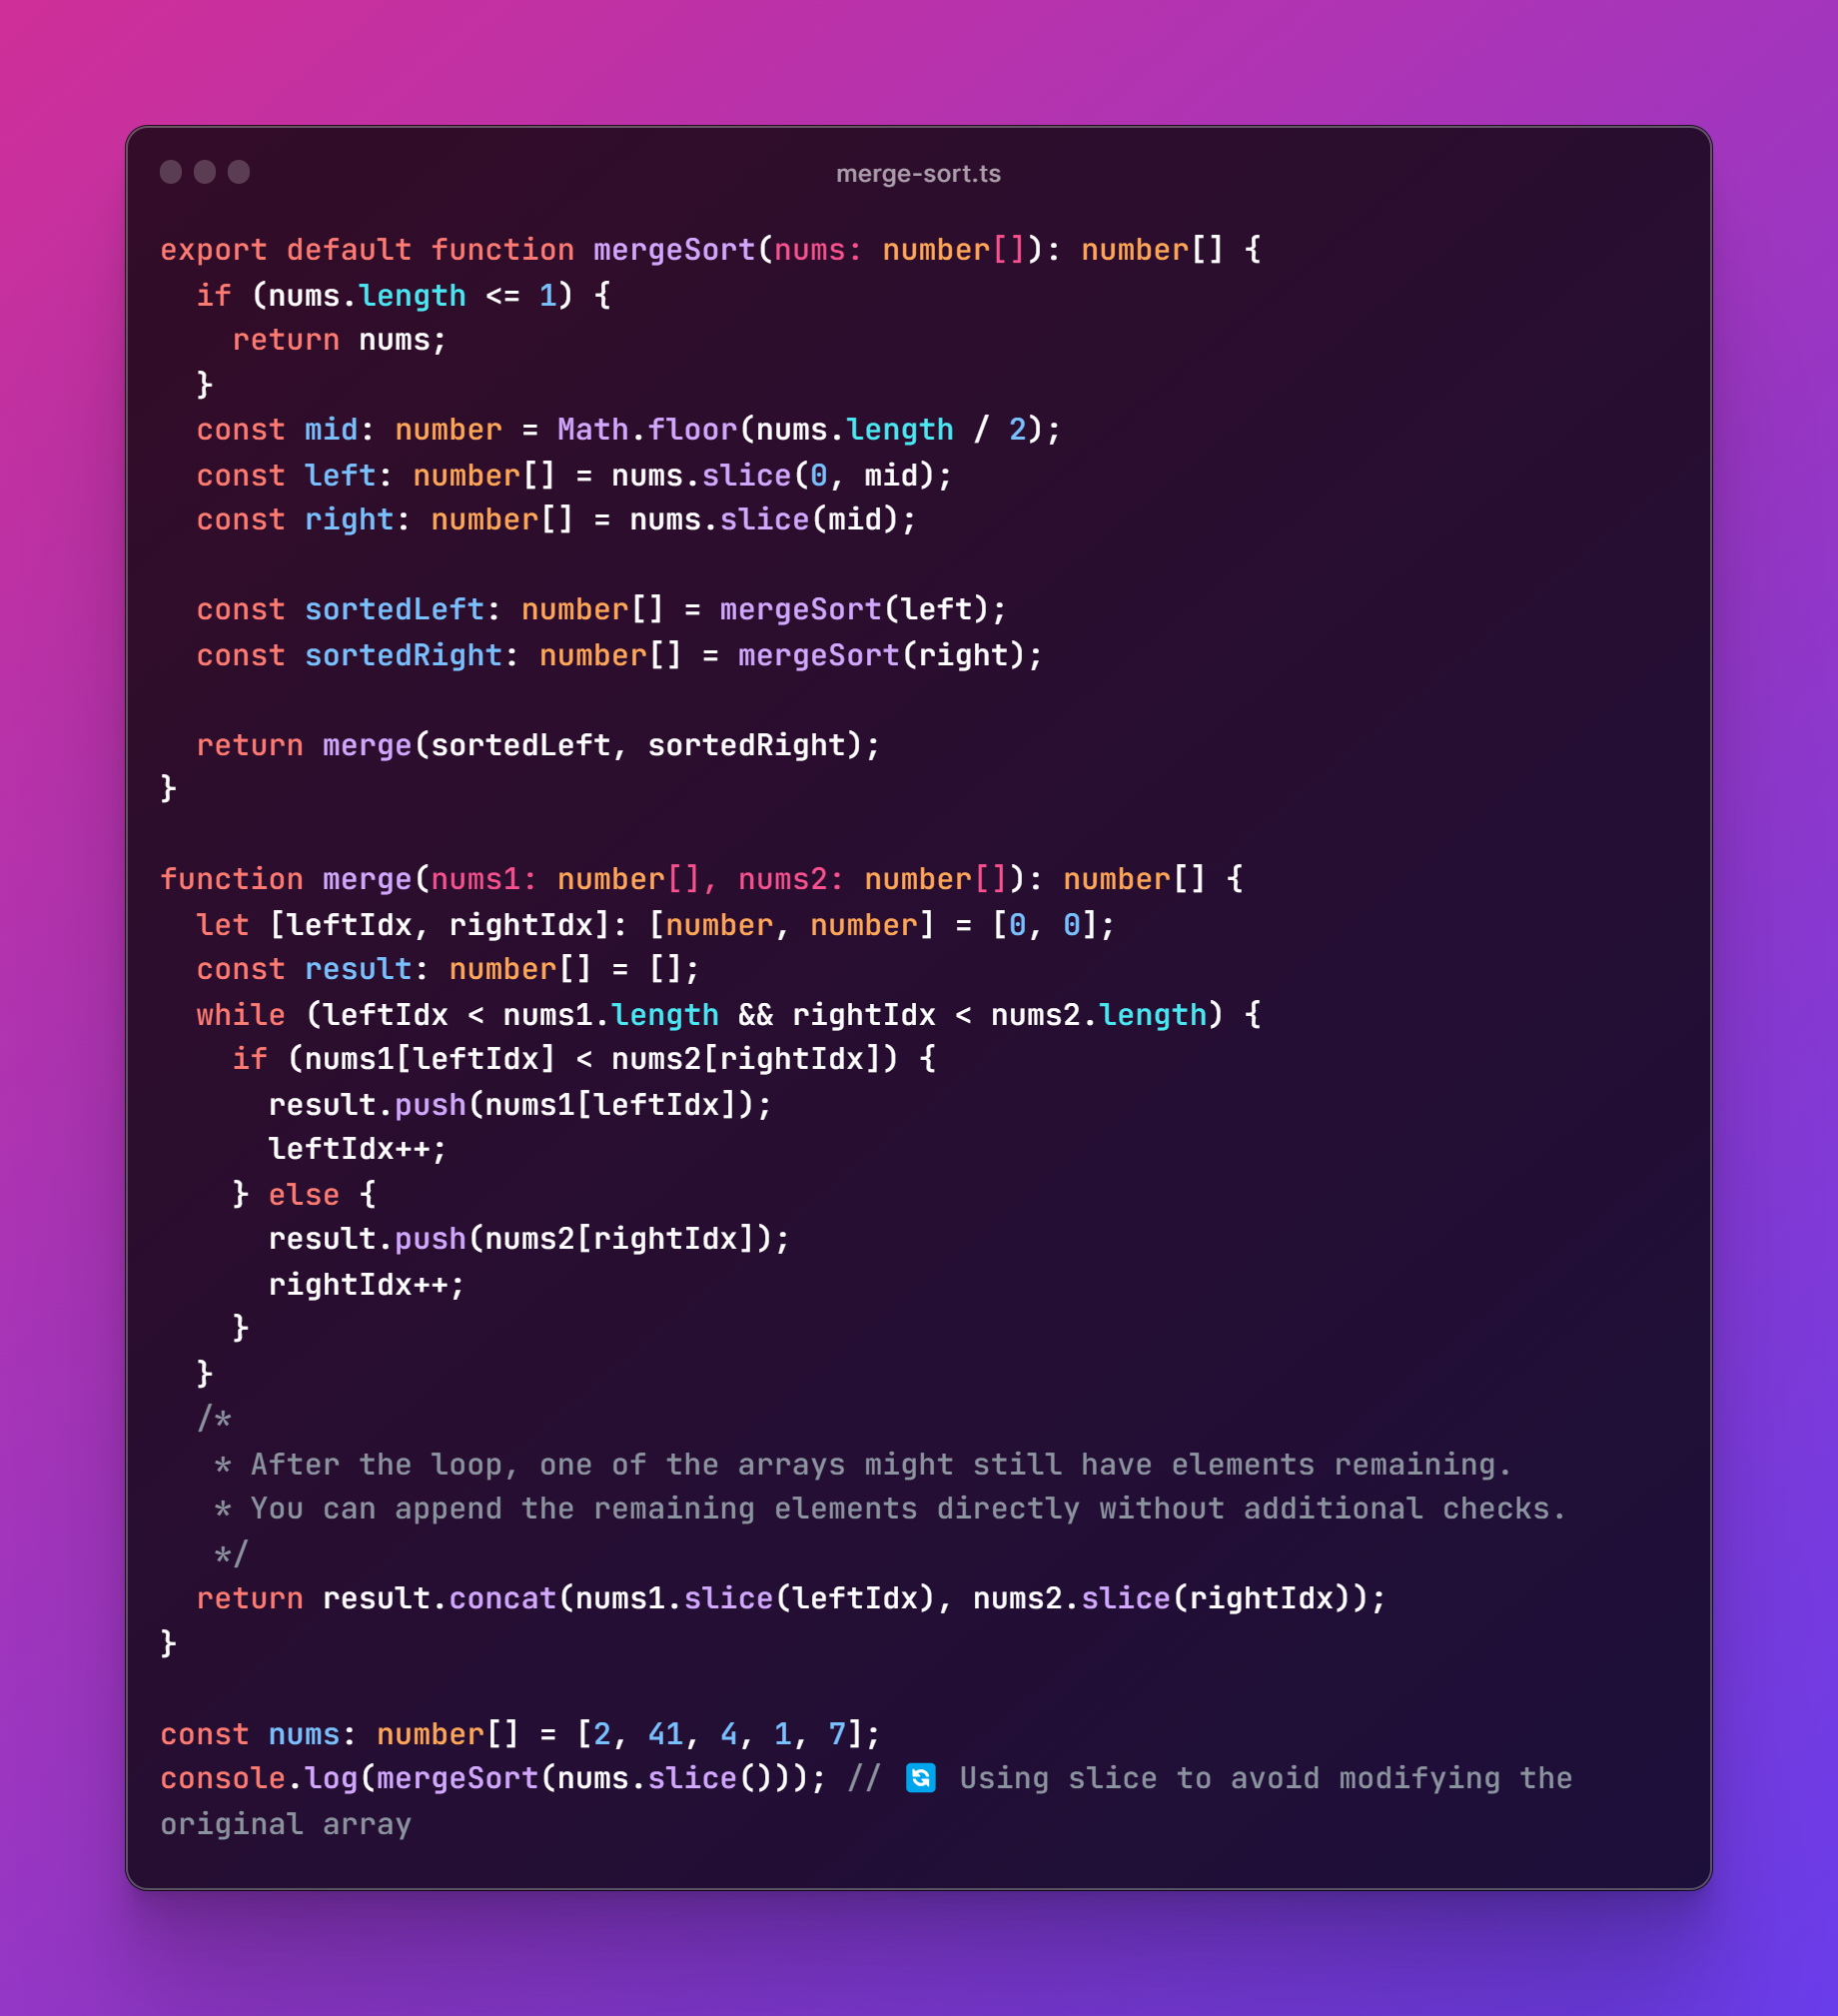 merge-sort.ts
export default function mergeSort(nums: number[]): number[] {
  if (nums.length <= 1) {
    return nums;
  }
  const mid: number = Math.floor(nums.length / 2);
  const left: number[] = nums.slice(0, mid);
  const right: number[] = nums.slice(mid);

  const sortedLeft: number[] = mergeSort(left);
  const sortedRight: number[] = mergeSort(right);

  return merge(sortedLeft, sortedRight);
}

function merge(nums1: number[], nums2: number[]): number[] {
  let [leftIdx, rightIdx]: [number, number] = [0, 0];
  const result: number[] = [];
  while (leftIdx < nums1.length && rightIdx < nums2.length) {
    if (nums1[leftIdx] < nums2[rightIdx]) {
      result.push(nums1[leftIdx]);
      leftIdx++;
    } else {
      result.push(nums2[rightIdx]);
      rightIdx++;
    }
  }
  /*
   * After the loop, one of the arrays might still have elements remaining.
   * You can append the remaining elements directly without additional checks.
   */
  return result.concat(nums1.slice(leftIdx), nums2.slice(rightIdx));
}

const nums: number[] = [2, 41, 4, 1, 7];
console.log(mergeSort(nums.slice())); // 🔄 Using slice to avoid modifying the
original array